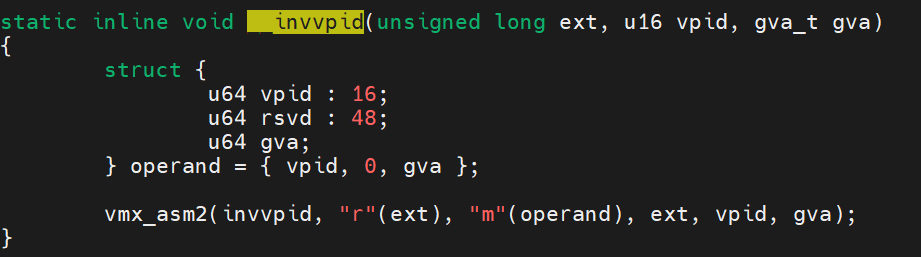 static inline void __invvpid(unsigned long ext, u16 vpid, gva_t gva)
{
        struct {
                u64 vpid : 16;
                u64 rsvd : 48;
                u64 gva;
        } operand = { vpid, 0, gva };

        vmx_asm2(invvpid, "r"(ext), "m"(operand), ext, vpid, gva);
}